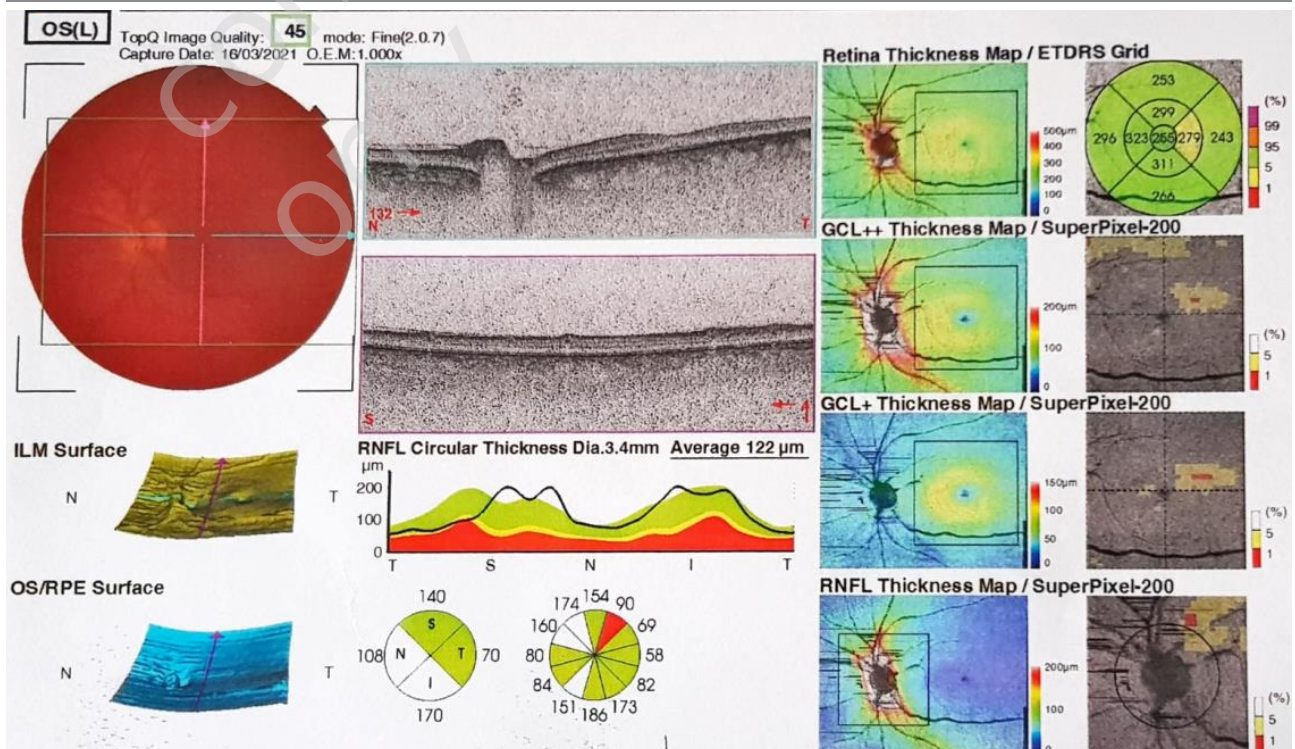 OS(L)
TopQ Image Quality: 45 mode: Fine(2.0.7)
Capture Date: 16/03/2021 O.E.M:1.000x
132
N
T
S
ILM Surface
N
T
OS/RPE Surface
N
T
RNFL Circular Thickness Dia.3.4mm Average 122 µm
µm
200
100
0
T S N I T
140
108 N S T 70
I
170
174 154 90
160 69
80 58
84 82
151 186 173
Retina Thickness Map / ETDRS Grid
500µm
400
300
200
100
0
253
299
296 323 255 279 243
311
266
(%)
99
95
5
1
GCL++ Thickness Map / SuperPixel-200
200µm
100
0
(%)
5
1
GCL+ Thickness Map / SuperPixel-200
150µm
100
50
0
(%)
5
1
RNFL Thickness Map / SuperPixel-200
200µm
100
(%)
5
1